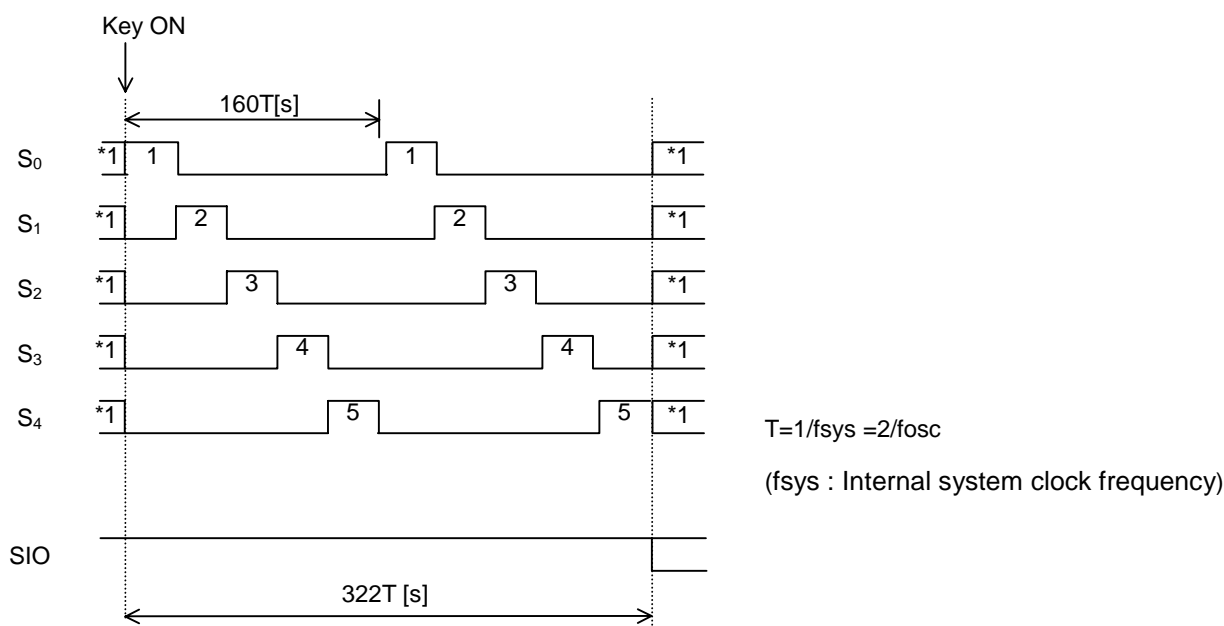 Key ON
160T[s]
S₀ *1 1 1 *1
S₁ *1 2 2 *1
S₂ *1 3 3 *1
S₃ *1 4 4 *1
S₄ *1 5 5 *1
T=1/fsys =2/fosc
(fsys : Internal system clock frequency)
SIO
322T [s]